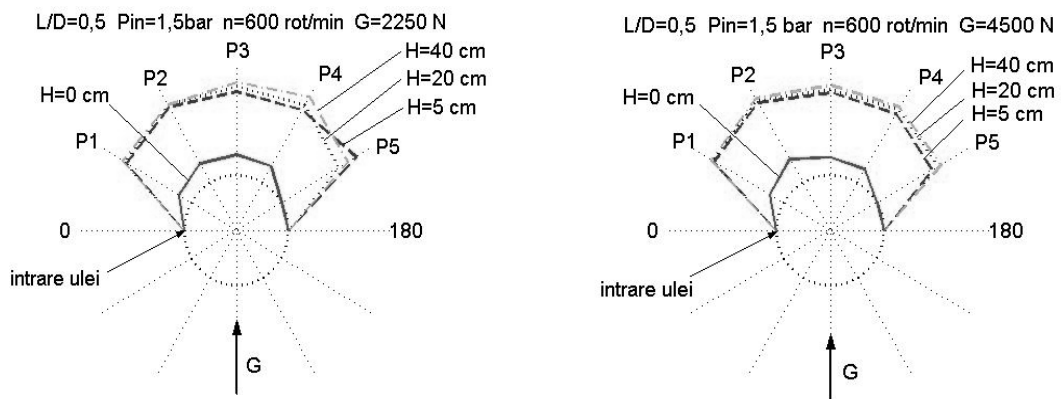 L/D=0,5 Pin=1,5bar n=600 rot/min G=2250 N
P3
P2
P4
H=40 cm
H=20 cm
H=5 cm
H=0 cm
P1
P5
0
180
intrare ulei
G
L/D=0,5 Pin=1,5 bar n=600 rot/min G=4500 N
P3
P2
P4
H=40 cm
H=20 cm
H=5 cm
H=0 cm
P1
P5
0
180
intrare ulei
G